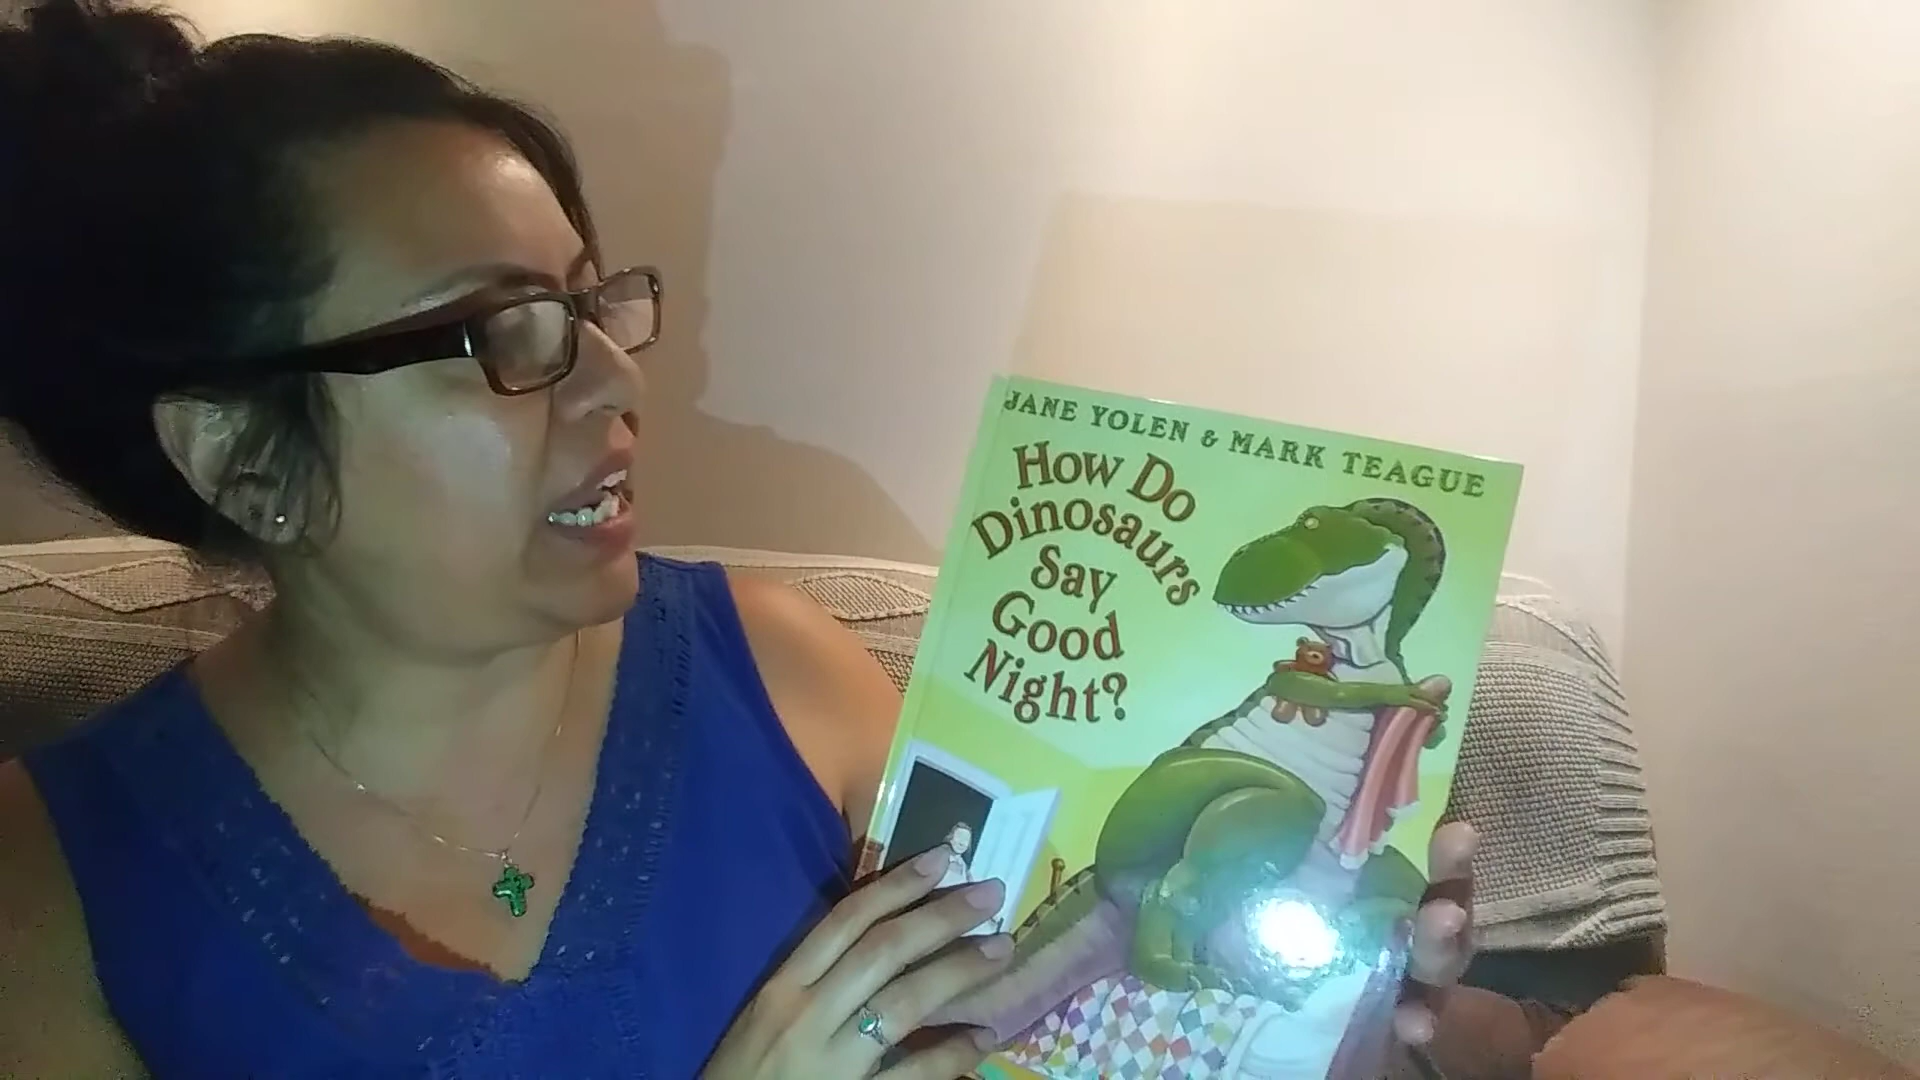 JANE YOLEN & MARK TEAGUE
How Do
Dinosaurs
Say
Good
Night?